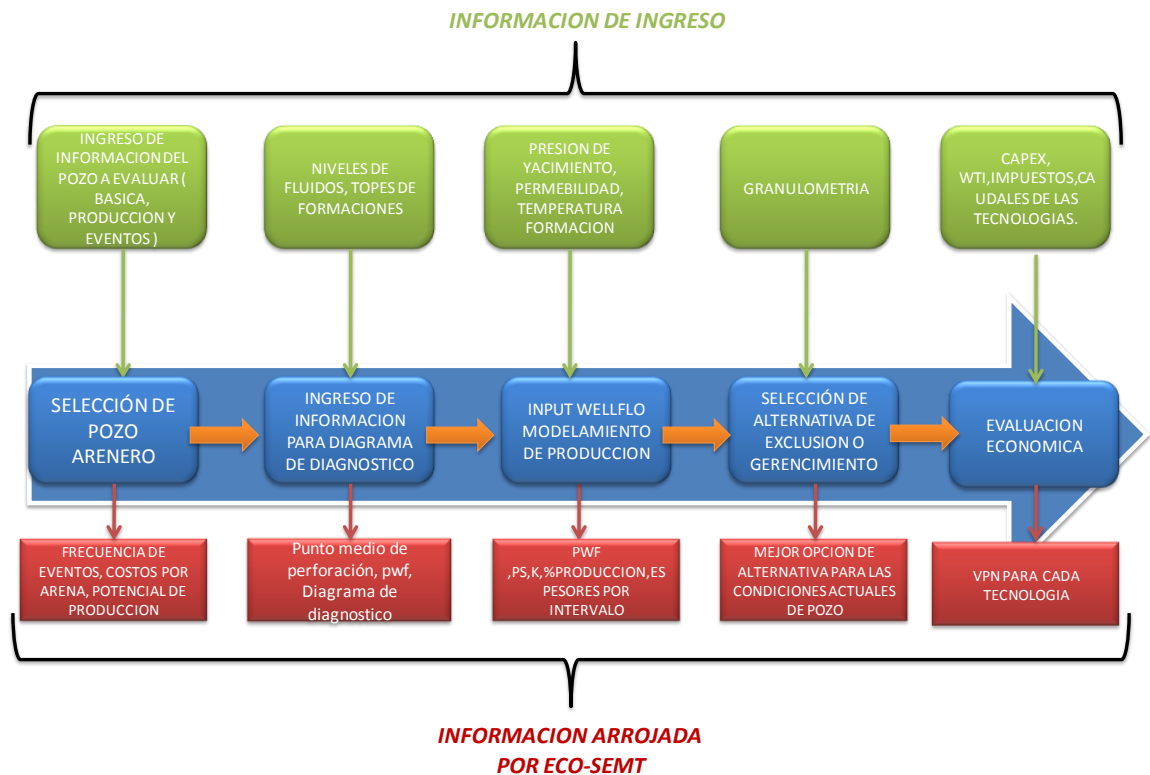 INFORMACION DE INGRESO
INGRESO DE
INFORMACION DEL
POZO A EVALUAR (
BASICA,
PRODUCCION Y
EVENTOS )
NIVELES DE
FLUIDOS, TOPES DE
FORMACIONES
PRESION DE
YACIMIENTO,
PERMEBILIDAD,
TEMPERATURA
FORMACION
GRANULOMETRIA
CAPEX,
WTI,IMPUESTOS,CA
UDALES DE LAS
TECNOLOGIAS.
SELECCIÓN DE
POZO
ARENERO
INGRESO DE
INFORMACION
PARA DIAGRAMA
DE DIAGNOSTICO
INPUT WELLFLO
MODELAMIENTO
DE PRODUCCION
SELECCIÓN DE
ALTERNATIVA DE
EXCLUSION O
GERENCIMIENTO
EVALUACION
ECONOMICA
FRECUENCIA DE
EVENTOS, COSTOS POR
ARENA, POTENCIAL DE
PRODUCCION
Punto medio de
perforación, pwf,
Diagrama de
diagnostico
PWF
,PS,K,%PRODUCCION,ES
PESORES POR
INTERVALO
MEJOR OPCION DE
ALTERNATIVA PARA LAS
CONDICIONES ACTUALES
DE POZO
VPN PARA CADA
TECNOLOGIA
INFORMACION ARROJADA
POR ECO-SEMT